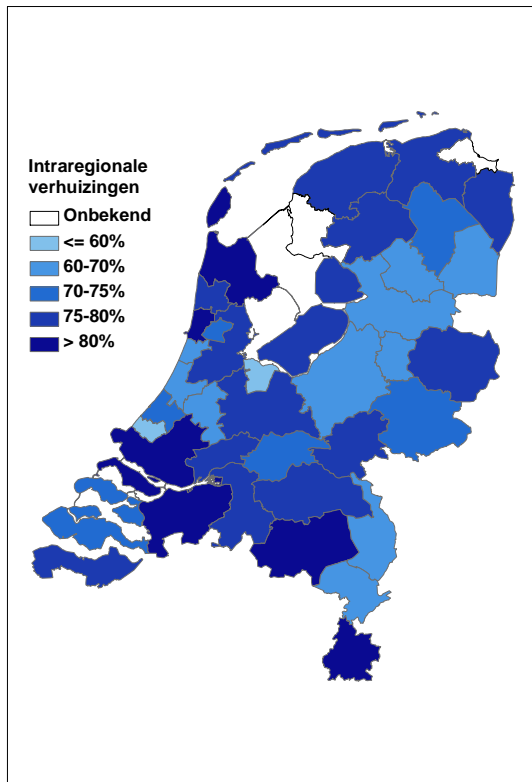 Intraregionale
verhuizingen
Onbekend
<= 60%
60-70%
70-75%
75-80%
> 80%